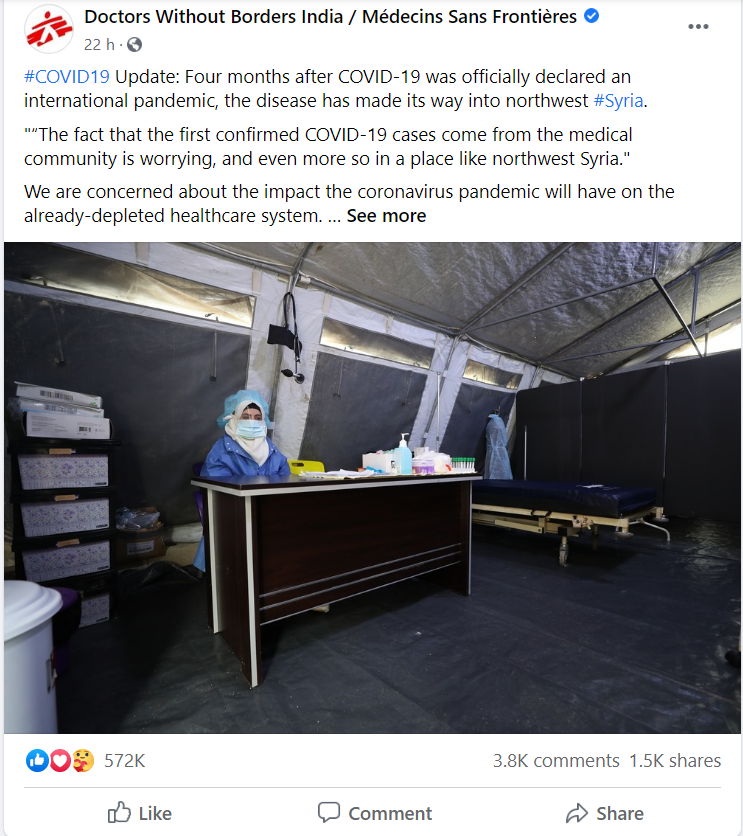 Doctors Without Borders India / Médecins Sans Frontières
22 h ·
#COVID19 Update: Four months after COVID-19 was officially declared an
international pandemic, the disease has made its way into northwest #Syria.
"“The fact that the first confirmed COVID-19 cases come from the medical
community is worrying, and even more so in a place like northwest Syria."
We are concerned about the impact the coronavirus pandemic will have on the
already-depleted healthcare system. ... See more
572K
3.8K comments 1.5K shares
Like
Comment
Share